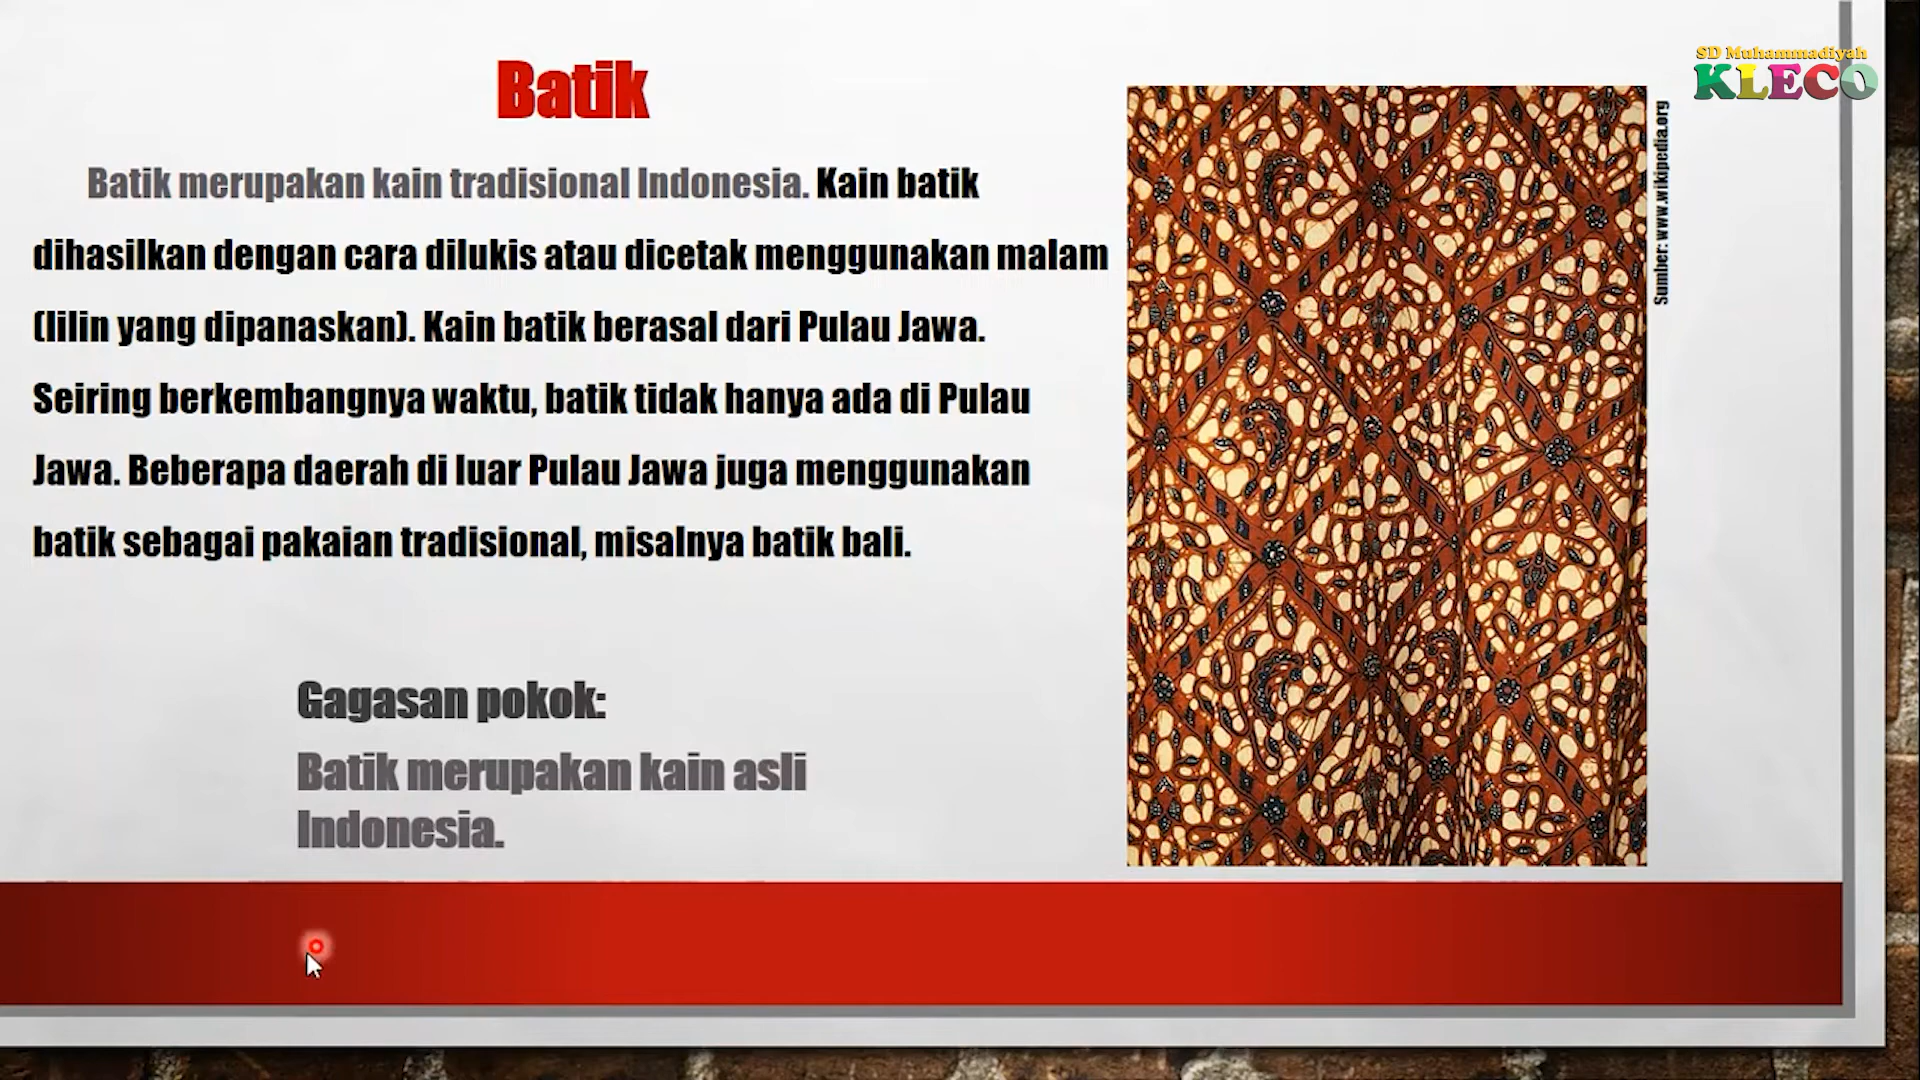 SD Muhammadiyah
KLECO
Batik
Batik merupakan kain tradisional Indonesia. Kain batik
dihasilkan dengan cara dilukis atau dicetak menggunakan malam
(lilin yang dipanaskan). Kain batik berasal dari Pulau Jawa.
Seiring berkembangnya waktu, batik tidak hanya ada di Pulau
Jawa. Beberapa daerah di luar Pulau Jawa juga menggunakan
batik sebagai pakaian tradisional, misalnya batik bali.
Sumber: www.wikipedia.org
Gagasan pokok:
Batik merupakan kain asli
Indonesia.